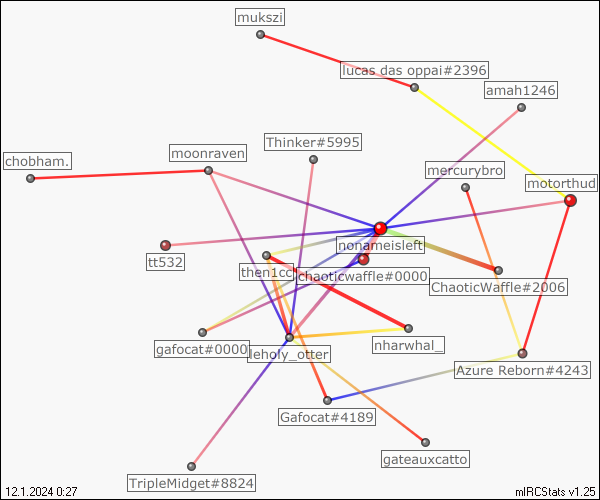 mukszi
lucas das oppai#2396
amah1246
Thinker#5995
moonraven
chobham.
mercurybro
motorthud
nonameisleft
tt532
then1cc
chaoticwaffle#0000
ChaoticWaffle#2006
gafocat#0000
leholy_otter
nharwhal_
Azure Reborn#4243
Gafocat#4189
gateauxcatto
TripleMidget#8824
12.1.2024 0:27
mIRCStats v1.25